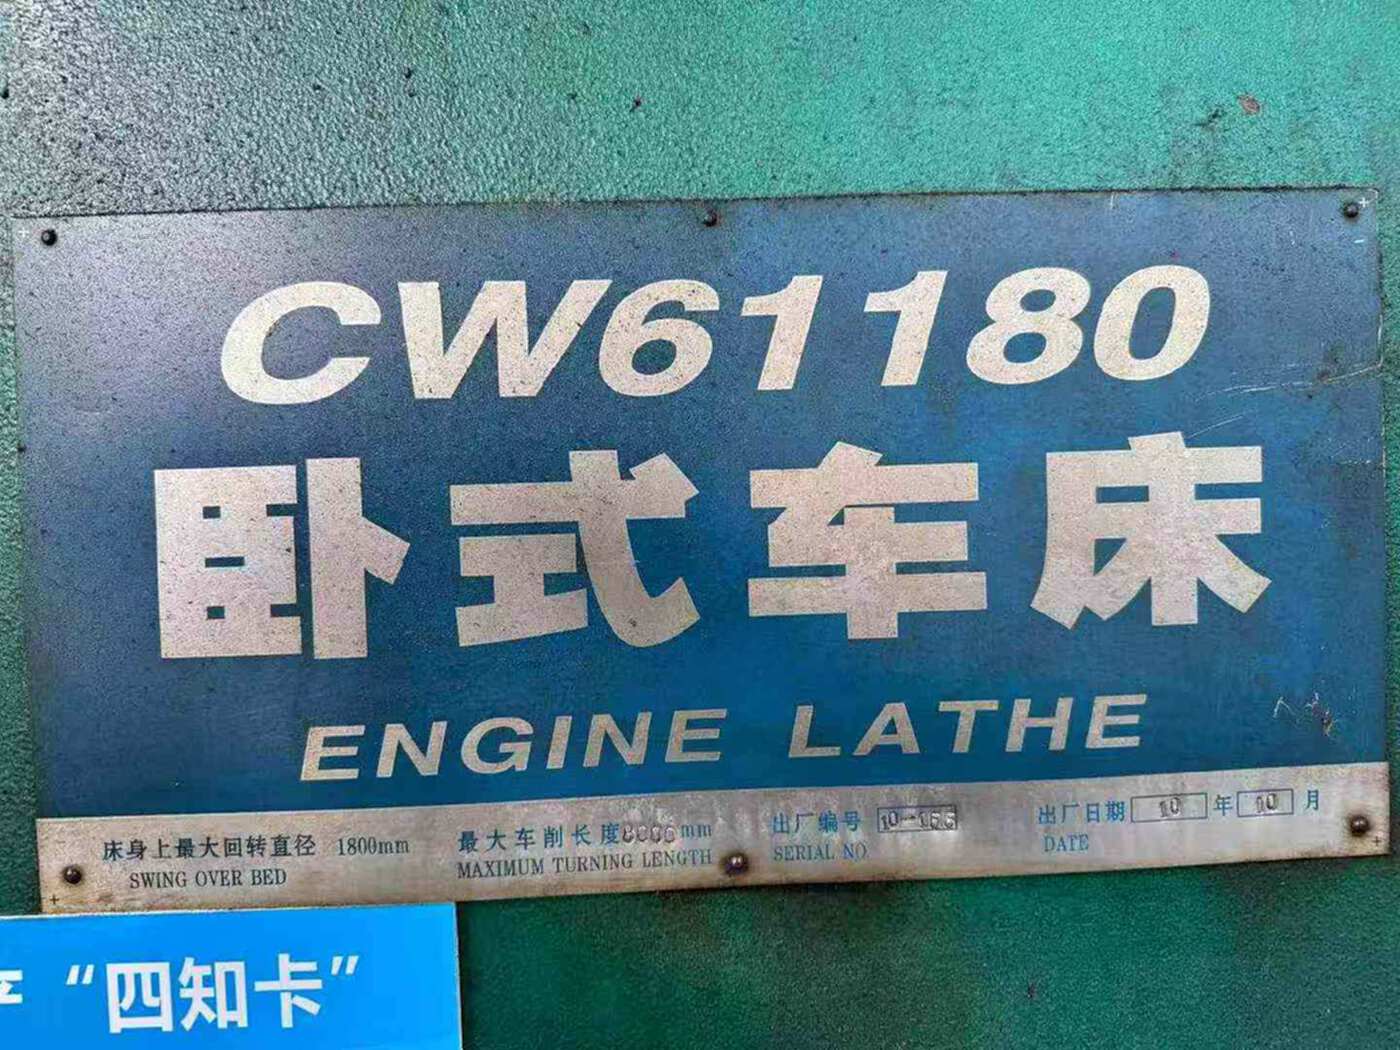 CW61180
卧式车床
ENGINE LATHE
床身上最大回转直径 1800mm
SWING OVER BED
最大车削长度 mm
MAXIMUM TURNING LENGTH
出厂编号
SERIAL NO.
出厂日期 10 年 10 月
DATE
“四知卡”